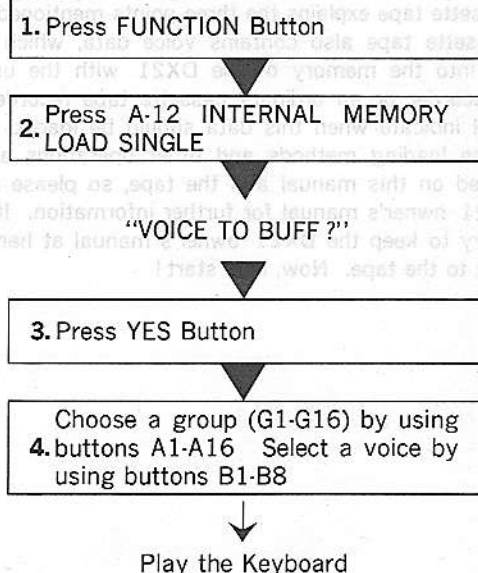 1. Press FUNCTION Button
2. Press A-12 INTERNAL MEMORY
LOAD SINGLE
"VOICE TO BUFF?"
3. Press YES Button
Choose a group (G1-G16) by using
4. buttons A1-A16 Select a voice by
using buttons B1-B8
Play the Keyboard